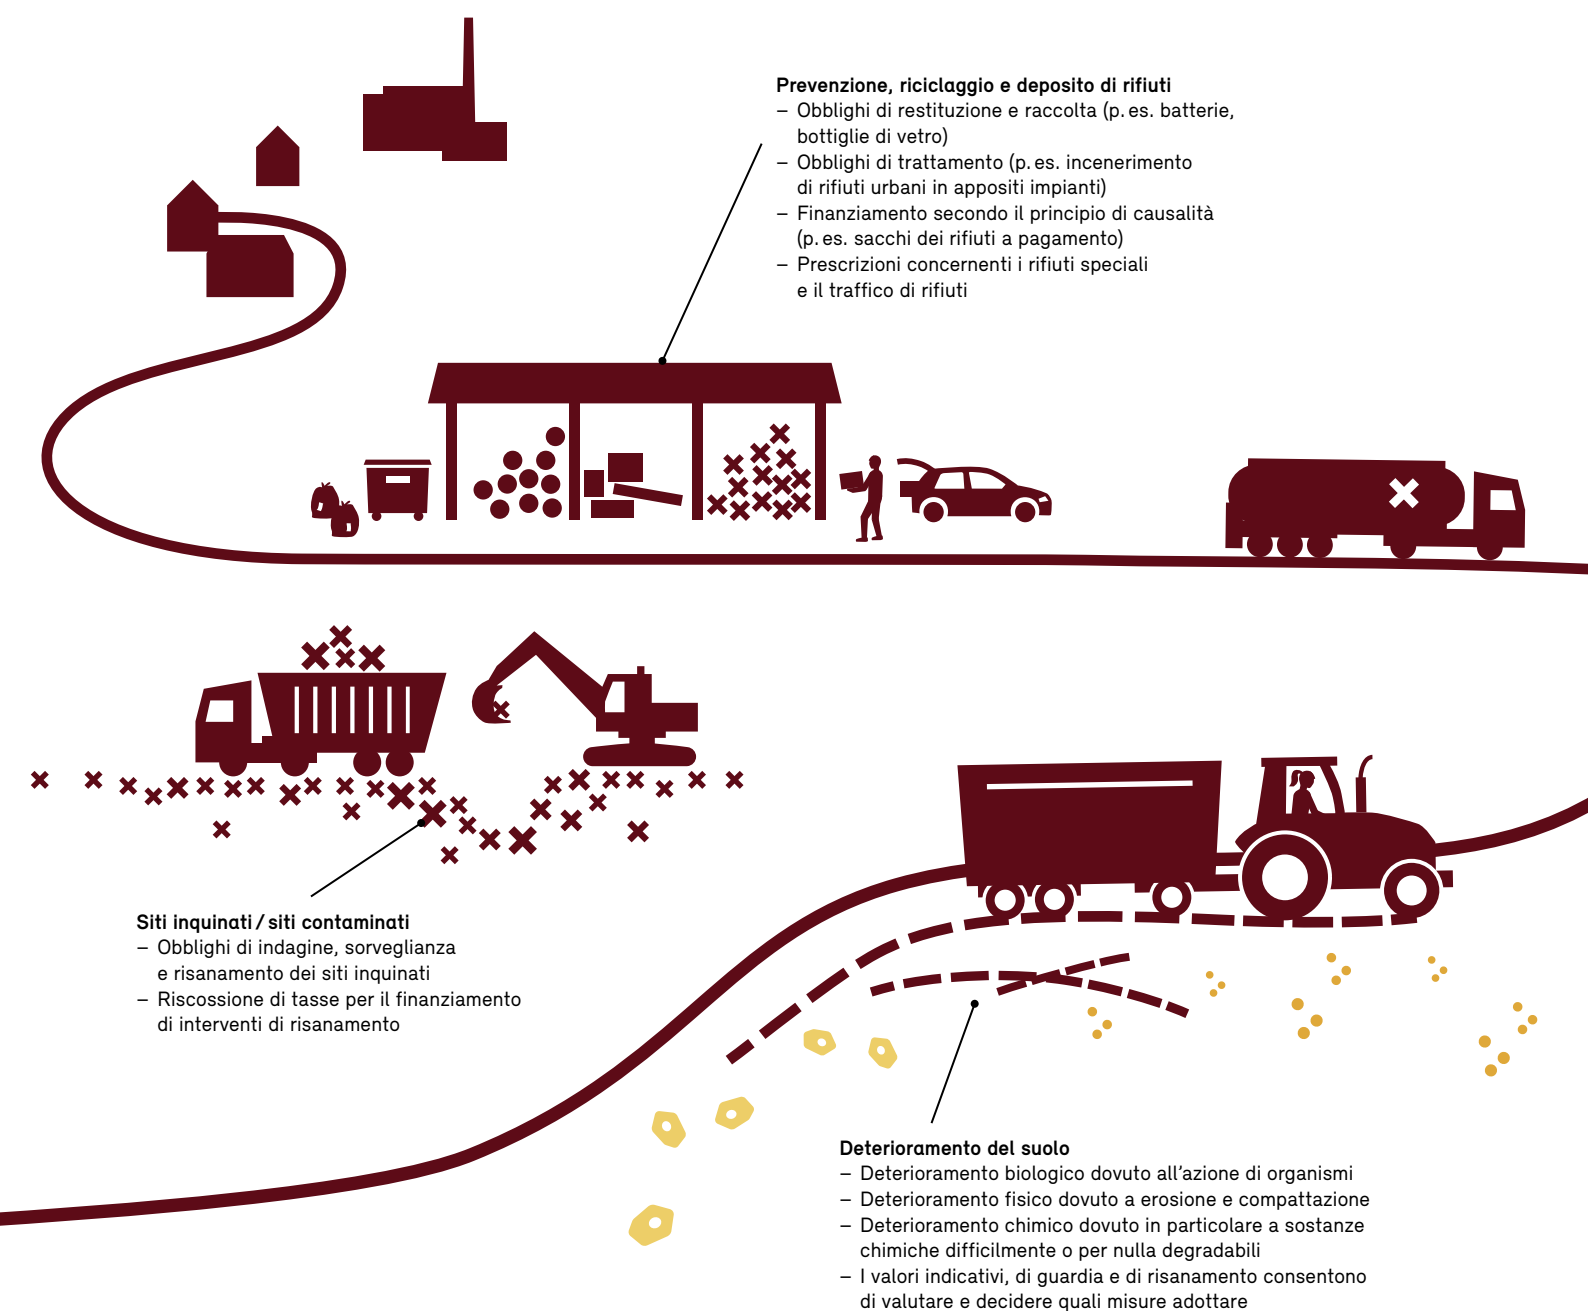 Prevenzione, riciclaggio e deposito di rifiuti
– Obblighi di restituzione e raccolta (p. es. batterie,
bottiglie di vetro)
– Obblighi di trattamento (p. es. incenerimento
di rifiuti urbani in appositi impianti)
– Finanziamento secondo il principio di causalità
(p. es. sacchi dei rifiuti a pagamento)
– Prescrizioni concernenti i rifiuti speciali
e il traffico di rifiuti
Siti inquinati / siti contaminati
– Obblighi di indagine, sorveglianza
e risanamento dei siti inquinati
– Riscossione di tasse per il finanziamento
di interventi di risanamento
Deterioramento del suolo
– Deterioramento biologico dovuto all’azione di organismi
– Deterioramento fisico dovuto a erosione e compattazione
– Deterioramento chimico dovuto in particolare a sostanze
chimiche difficilmente o per nulla degradabili
– I valori indicativi, di guardia e di risanamento consentono
di valutare e decidere quali misure adottare